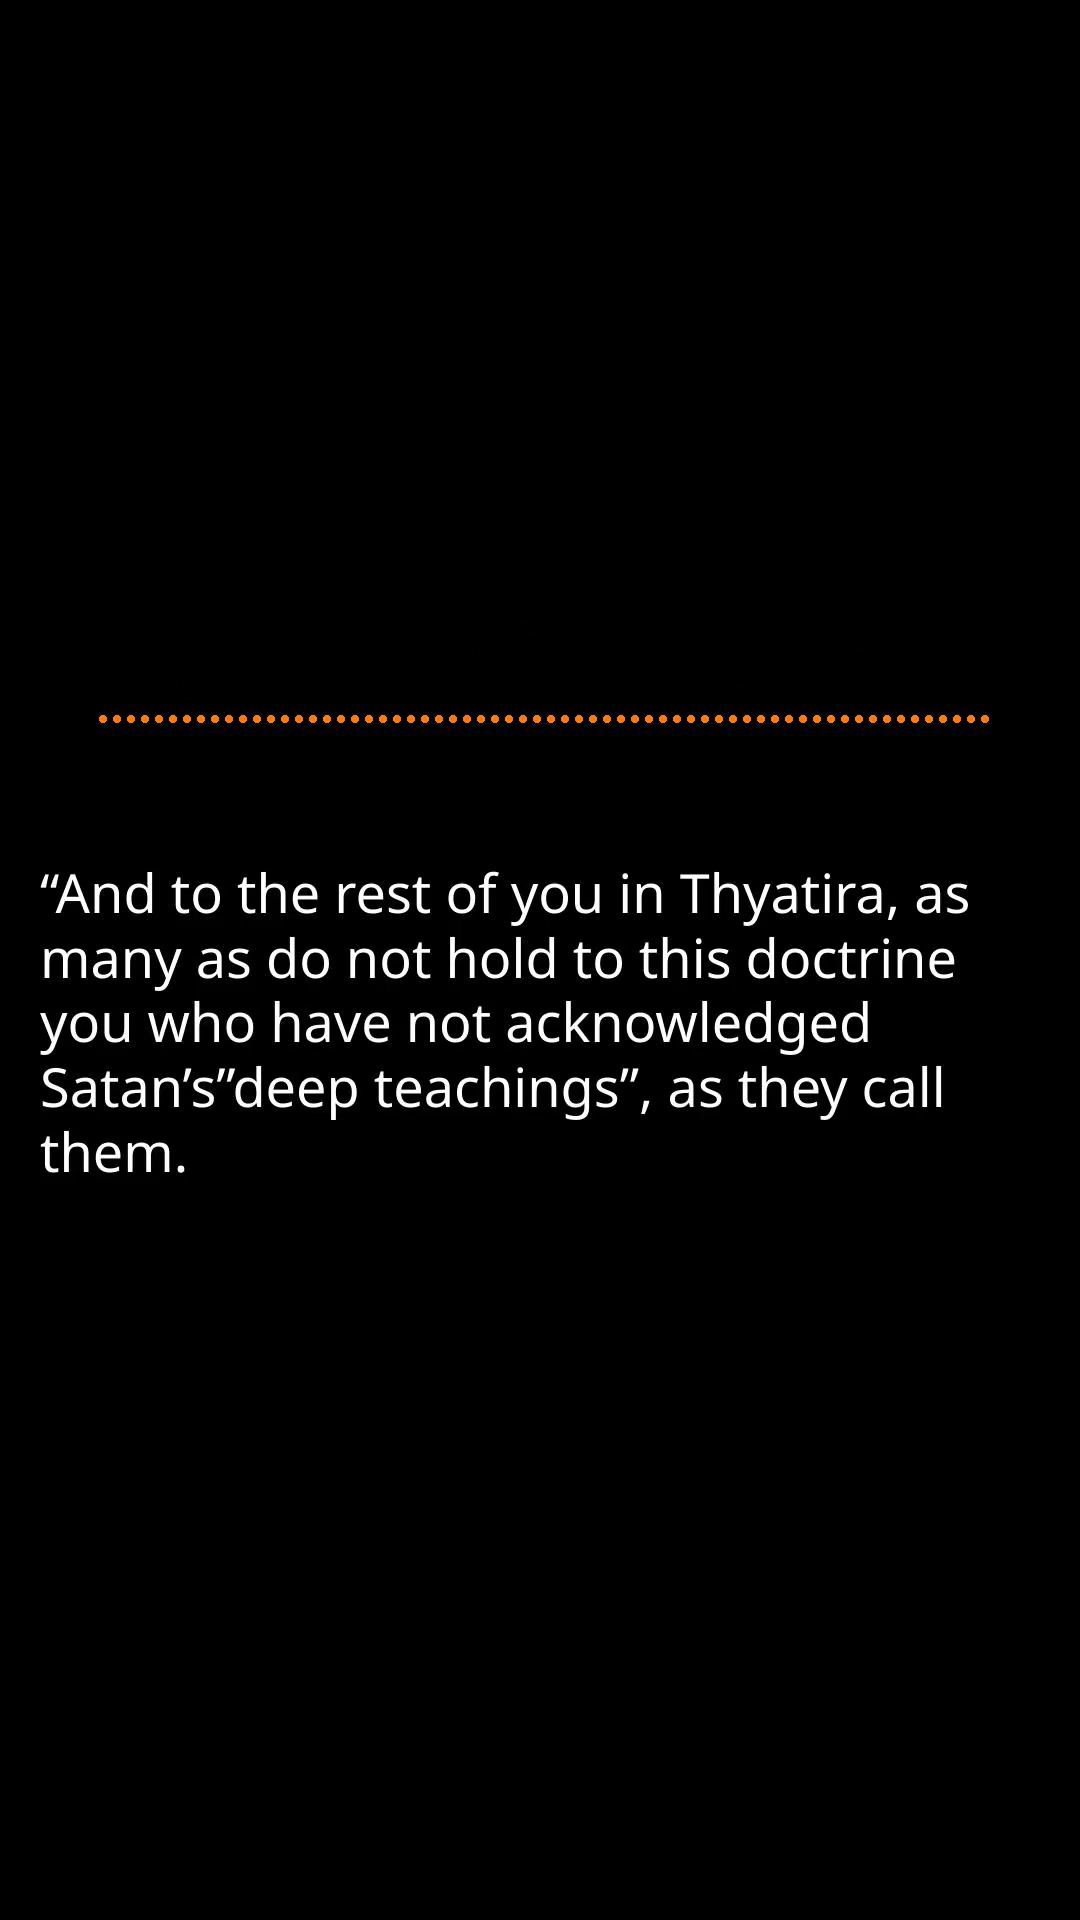 “And to the rest of you in Thyatira, as
many as do not hold to this doctrine
you who have not acknowledged
Satan’s”deep teachings”, as they call
them.